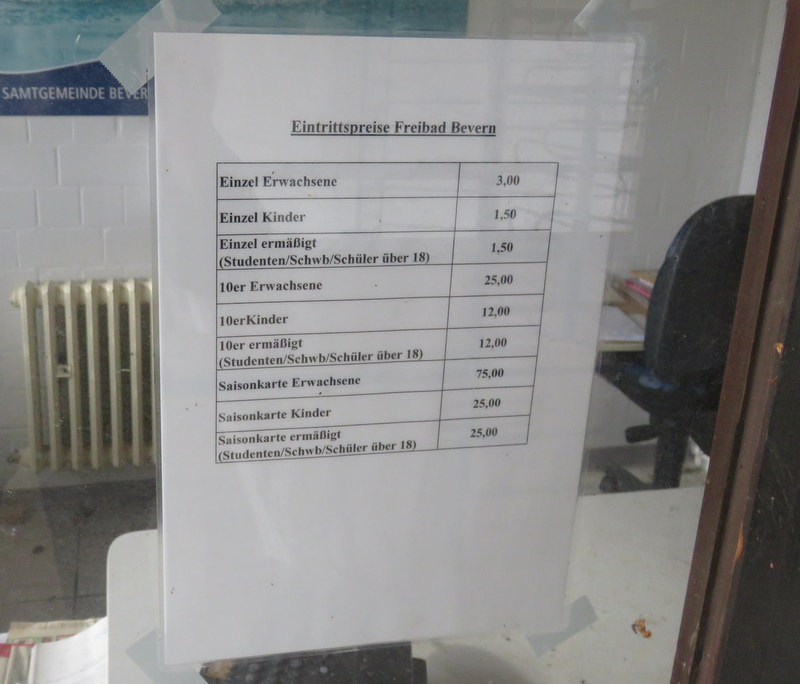 SAMTGEMEINDE BEVER
Eintrittspreise Freibad Bevern
Einzel Erwachsene 3,00
Einzel Kinder 1,50
Einzel ermäßigt
(Studenten/Schwb/Schüler über 18) 1,50
10er Erwachsene 25,00
10erKinder 12,00
10er ermäßigt
(Studenten/Schwb/Schüler über 18) 12,00
Saisonkarte Erwachsene 75,00
Saisonkarte Kinder 25,00
Saisonkarte ermäßigt
(Studenten/Schwb/Schüler über 18) 25,00